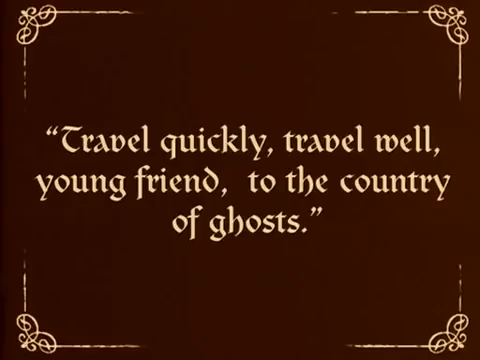 “Travel quickly, travel well,
young friend, to the country
of ghosts.”